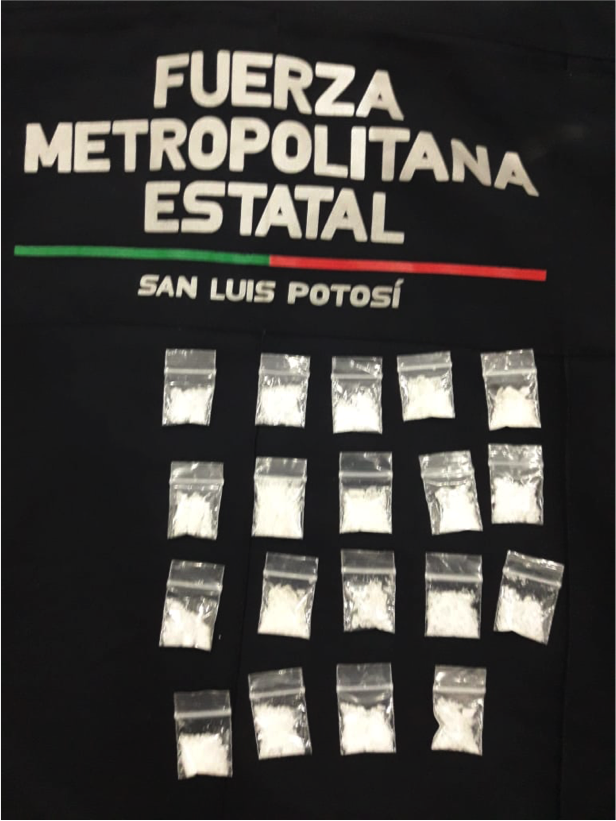 FUERZA
METROPOLITANA
ESTATAL
SAN LUIS POTOSÍ